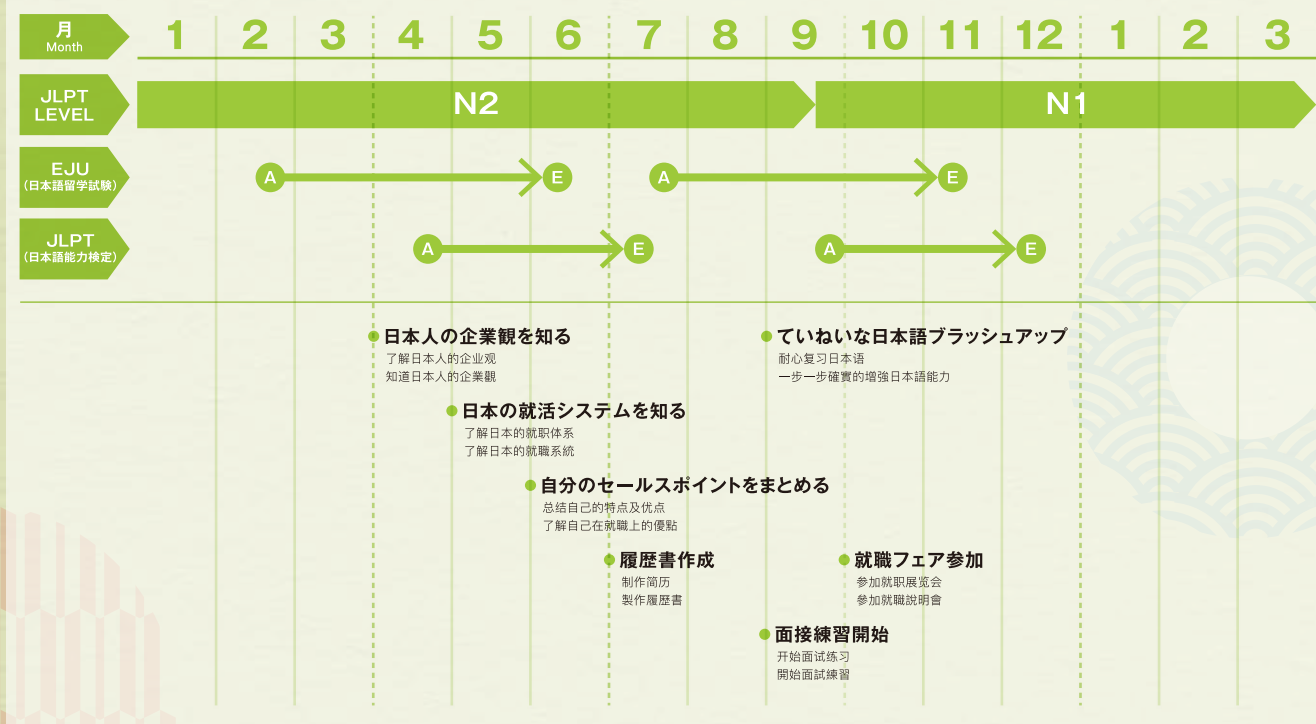 月
Month
1 2 3 4 5 6 7 8 9 10 11 12 1 2 3
JLPT
LEVEL
N2 N1
EJU
(日本語留学試験)
A E A E
JLPT
(日本語能力検定)
A E A E
日本人の企業観を知る
了解日本人的企业观
知道日本人的企業觀
ていねいな日本語ブラッシュアップ
耐心复习日本语
一步一步確實的增強日本語能力
日本の就活システムを知る
了解日本的就职体系
了解日本的就職系統
自分のセールスポイントをまとめる
总结自己的特点及优点
了解自己在就職上的優點
履歴書作成
制作简历
製作履歷書
就職フェア参加
参加就职展览会
參加就職說明會
面接練習開始
开始面试练习
開始面試練習